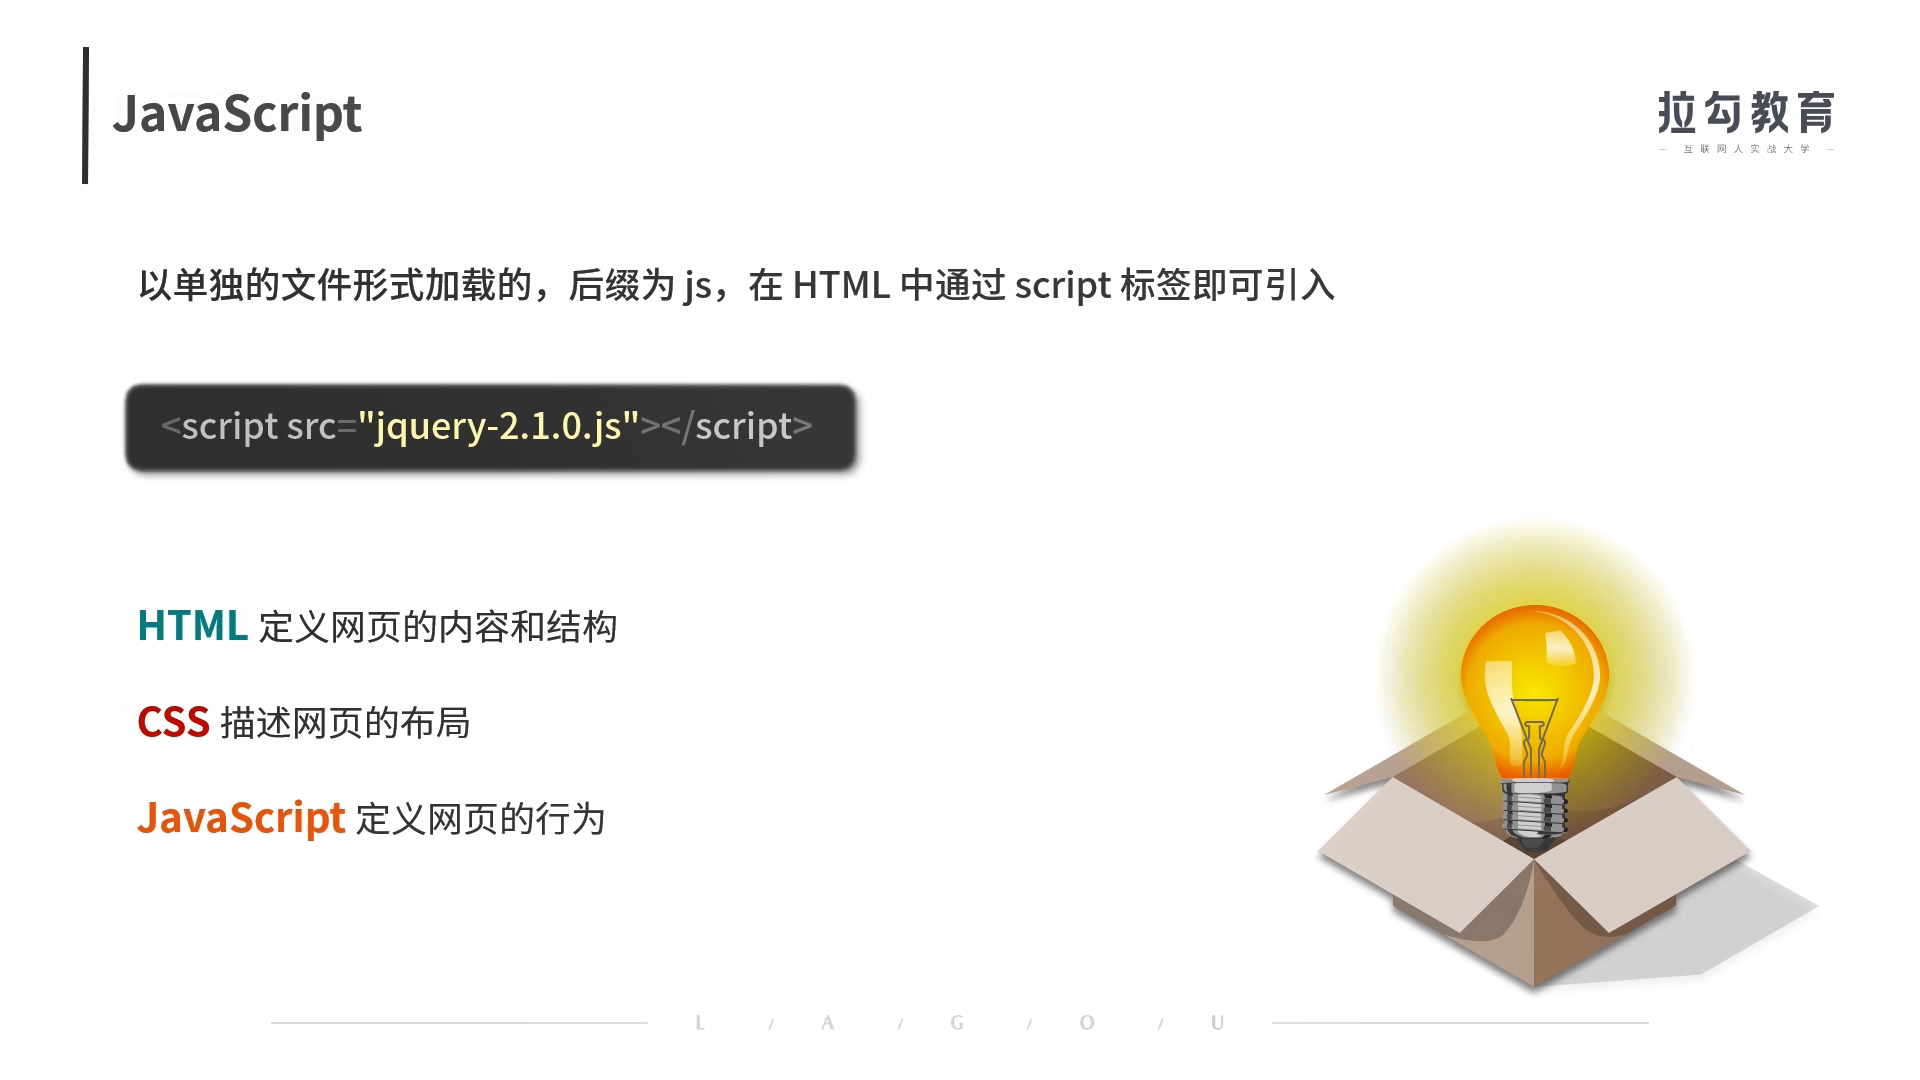 JavaScript
拉勾教育
— 互联网人实战大学 —
以单独的文件形式加载的，后缀为 js，在 HTML 中通过 script 标签即可引入
<script src="jquery-2.1.0.js"></script>
HTML 定义网页的内容和结构
CSS 描述网页的布局
JavaScript 定义网页的行为
L / A / G / O / U